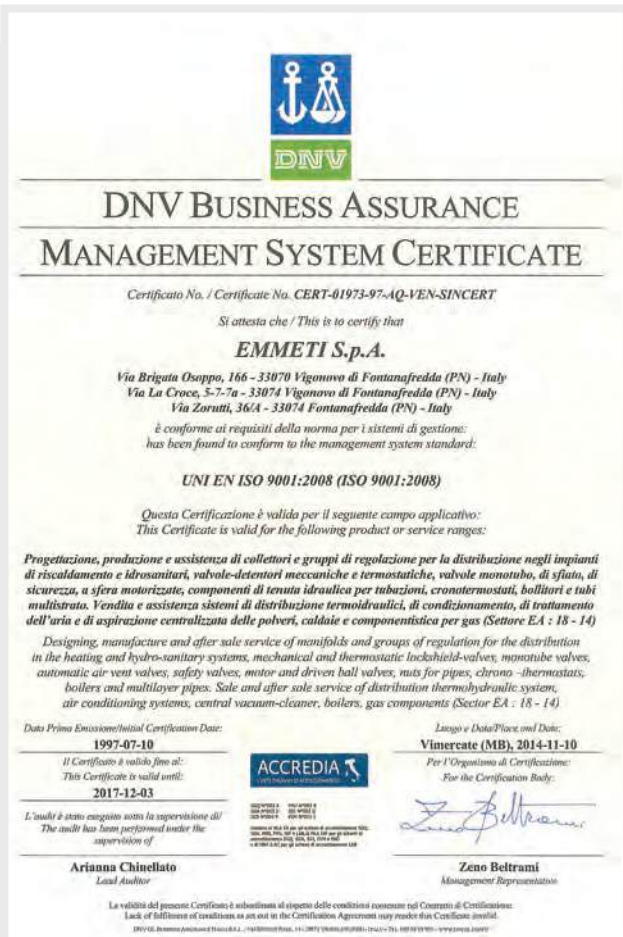 DNV
DNV BUSINESS ASSURANCE
MANAGEMENT SYSTEM CERTIFICATE
Certificato No. / Certificate No. CERT-01973-97-AQ-VEN-SINCERT
Si attesta che / This is to certify that
EMMETI S.p.A.
Via Brigata Osoppo, 166 - 33070 Vigonovo di Fontanafredda (PN) - Italy
Via La Croce, 5-7-7a - 33074 Vigonovo di Fontanafredda (PN) - Italy
Via Zorutti, 36/A - 33074 Fontanafredda (PN) - Italy
è conforme ai requisiti della norma per i sistemi di gestione:
has been found to conform to the management system standard:
UNI EN ISO 9001:2008 (ISO 9001:2008)
Questa Certificazione è valida per il seguente campo applicativo:
This Certificate is valid for the following product or service ranges:
Progettazione, produzione e assistenza di collettori e gruppi di regolazione per la distribuzione negli impianti
di riscaldamento e idrosanitari, valvole-detentori meccaniche e termostatiche, valvole monotubo, di sfiato, di
sicurezza, a sfera motorizzate, componenti di tenuta idraulica per tubazioni, cronotermostati, bollitori e tubi
multistrato. Vendita e assistenza sistemi di distribuzione termoidraulici, di condizionamento, di trattamento
dell'aria e di aspirazione centralizzata delle polveri, caldaie e componentistica per gas (Settore EA : 18 - 14)
Designing, manufacture and after sale service of manifolds and groups of regulation for the distribution
in the heating and hydro-sanitary systems, mechanical and thermostatic lockshield-valves, monotube valves,
automatic air vent valves, safety valves, motor and driven ball valves, nuts for pipes, chrono -thermostats,
boilers and multilayer pipes. Sale and after sale service of distribution thermohydraulic system,
air conditioning systems, central vacuum-cleaner, boilers, gas components (Sector EA : 18 - 14)
Data Prima Emissione/Initial Certification Date:
1997-07-10
Il Certificato è valido fino al:
This Certificate is valid until:
2017-12-03
L'audit è stato eseguito sotto la supervisione di/
The audit has been performed under the
supervision of
Arianna Chinellato
Lead Auditor
ACCREDIA
Luogo e Data/Place and Date:
Vimercate (MB), 2014-11-10
Per l'Organismo di Certificazione:
For the Certification Body:
Zeno Beltrami
Zeno Beltrami
Management Representative
La validità del presente Certificato è subordinata al rispetto delle condizioni contenute nel Contratto di Certificazione:
Lack of fulfilment of conditions as set out in the Certification Agreement may render this Certificate invalid.